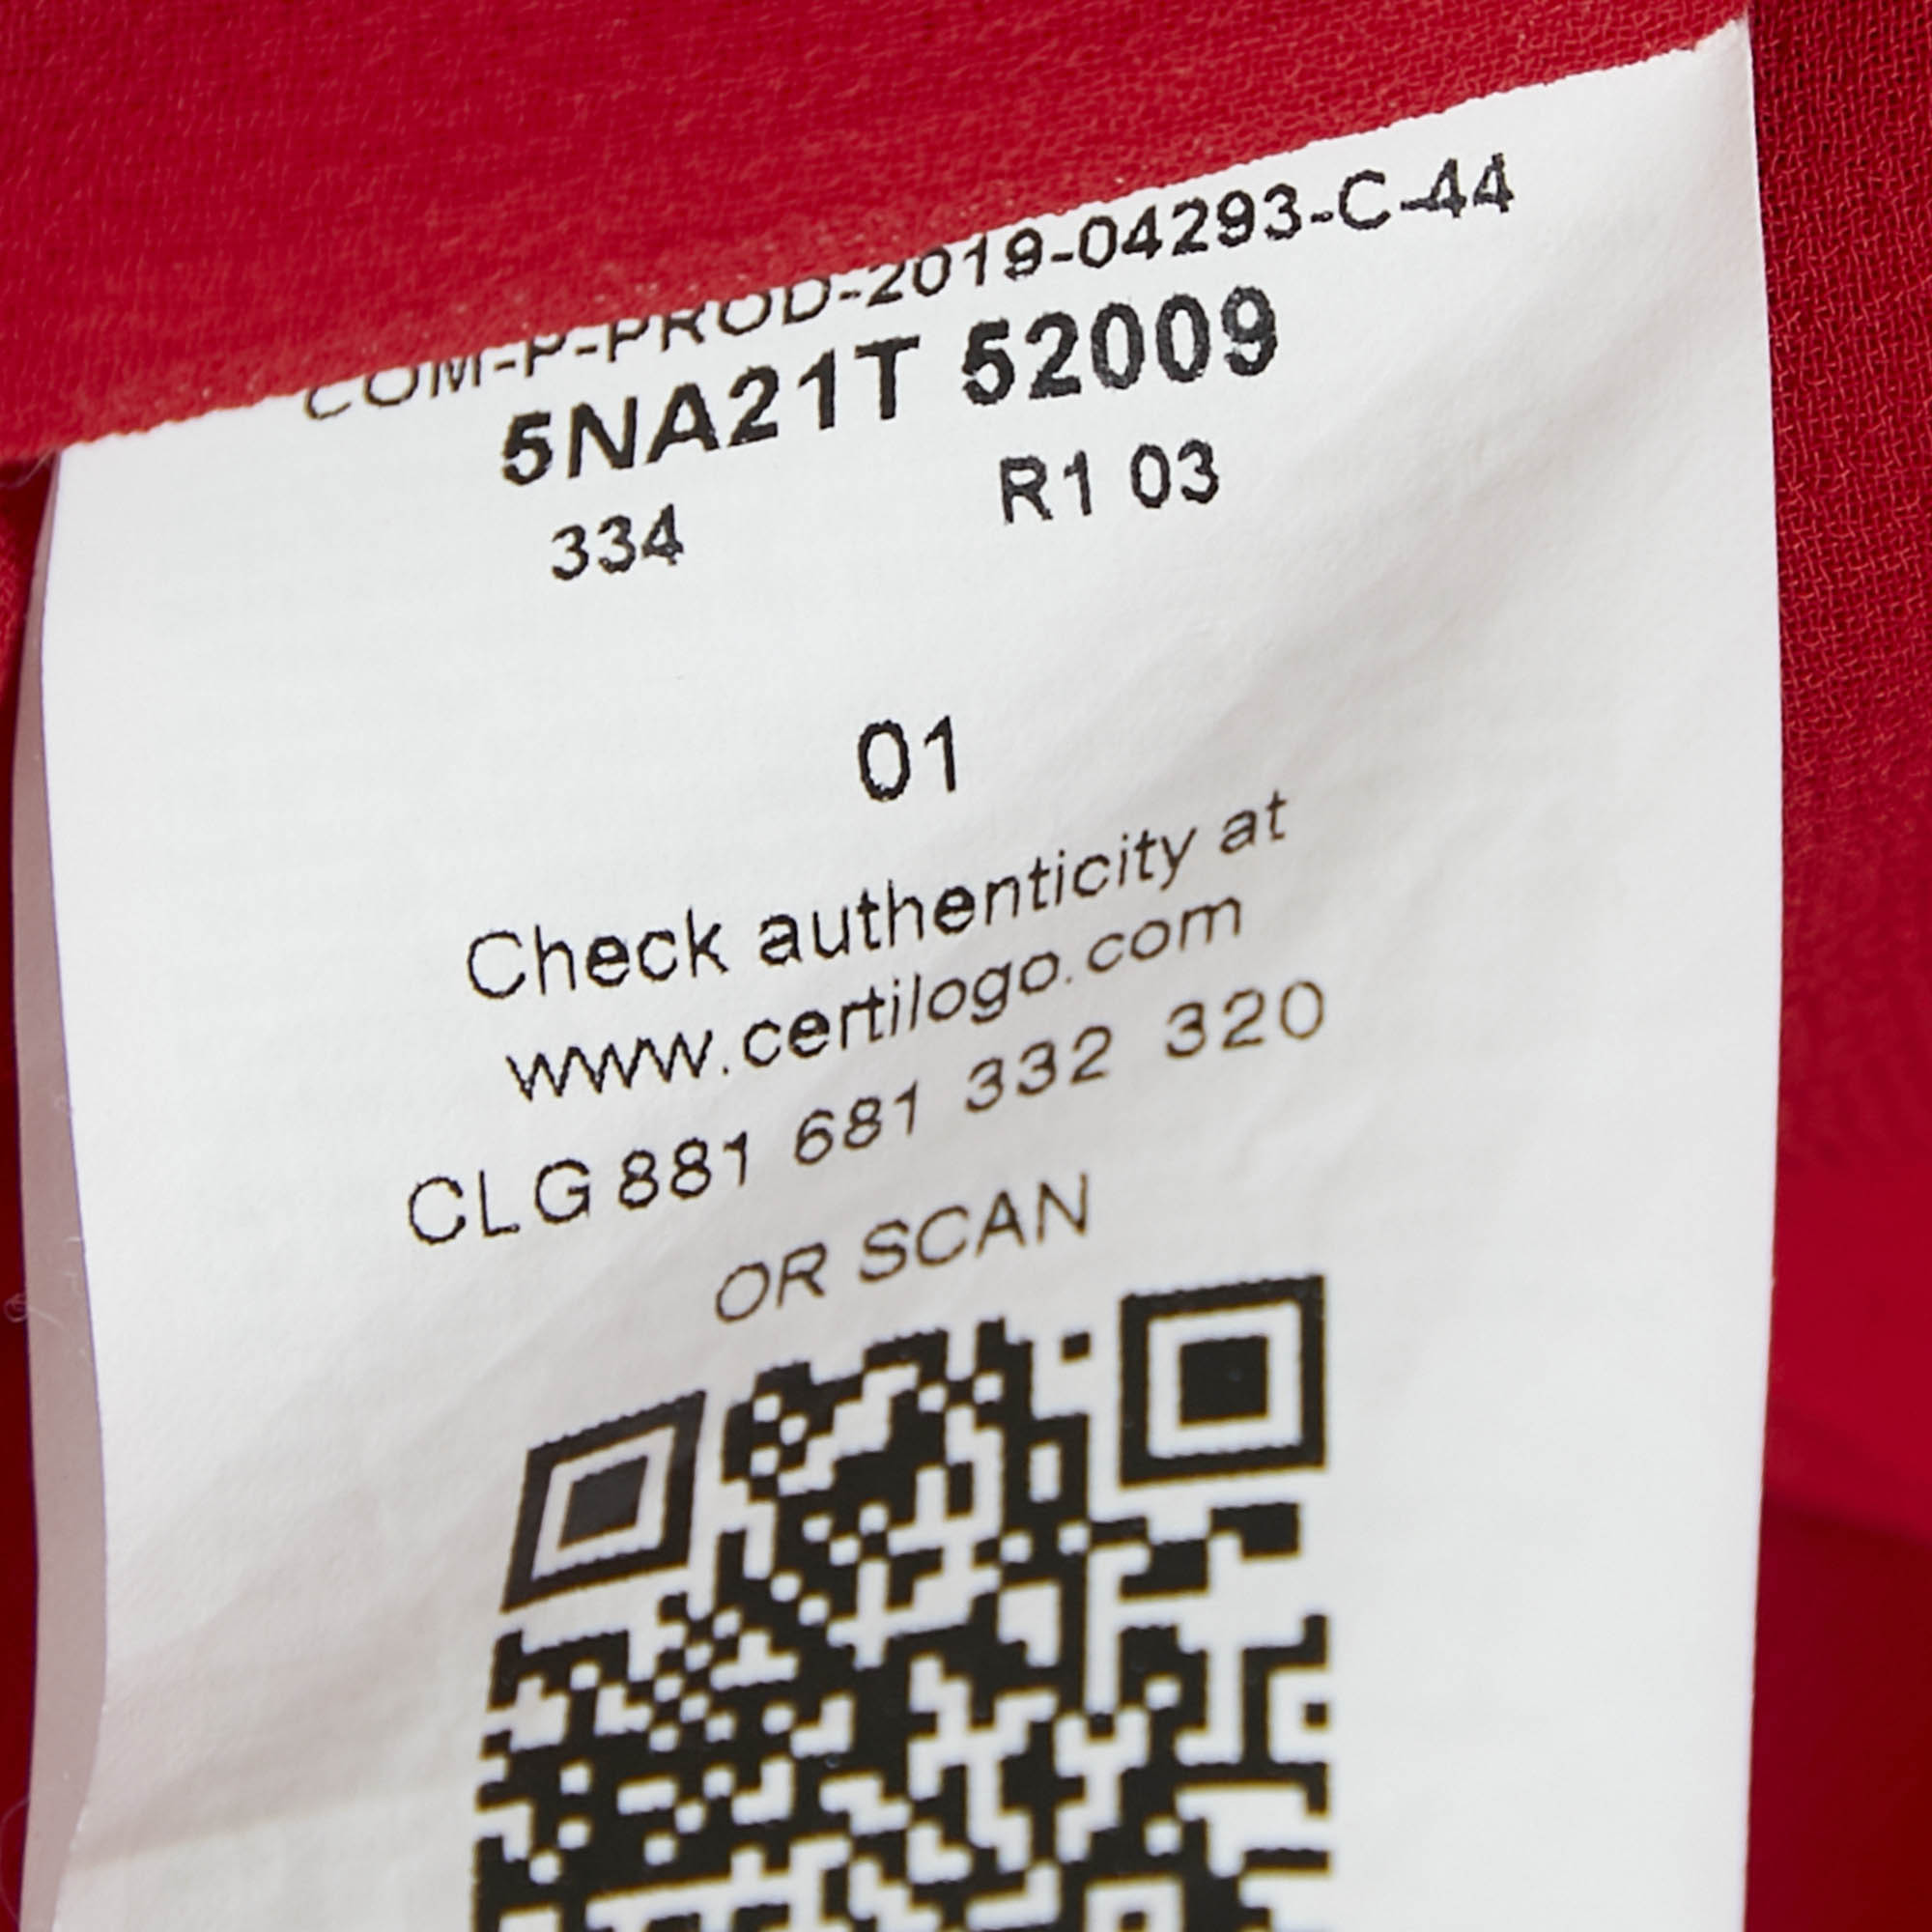 COM-P-PROD-2019-04293-C-44
5NA21T 52009
334 R1 03
01
Check authenticity at
www.certilogo.com
CLG 881 681 332 320
OR SCAN